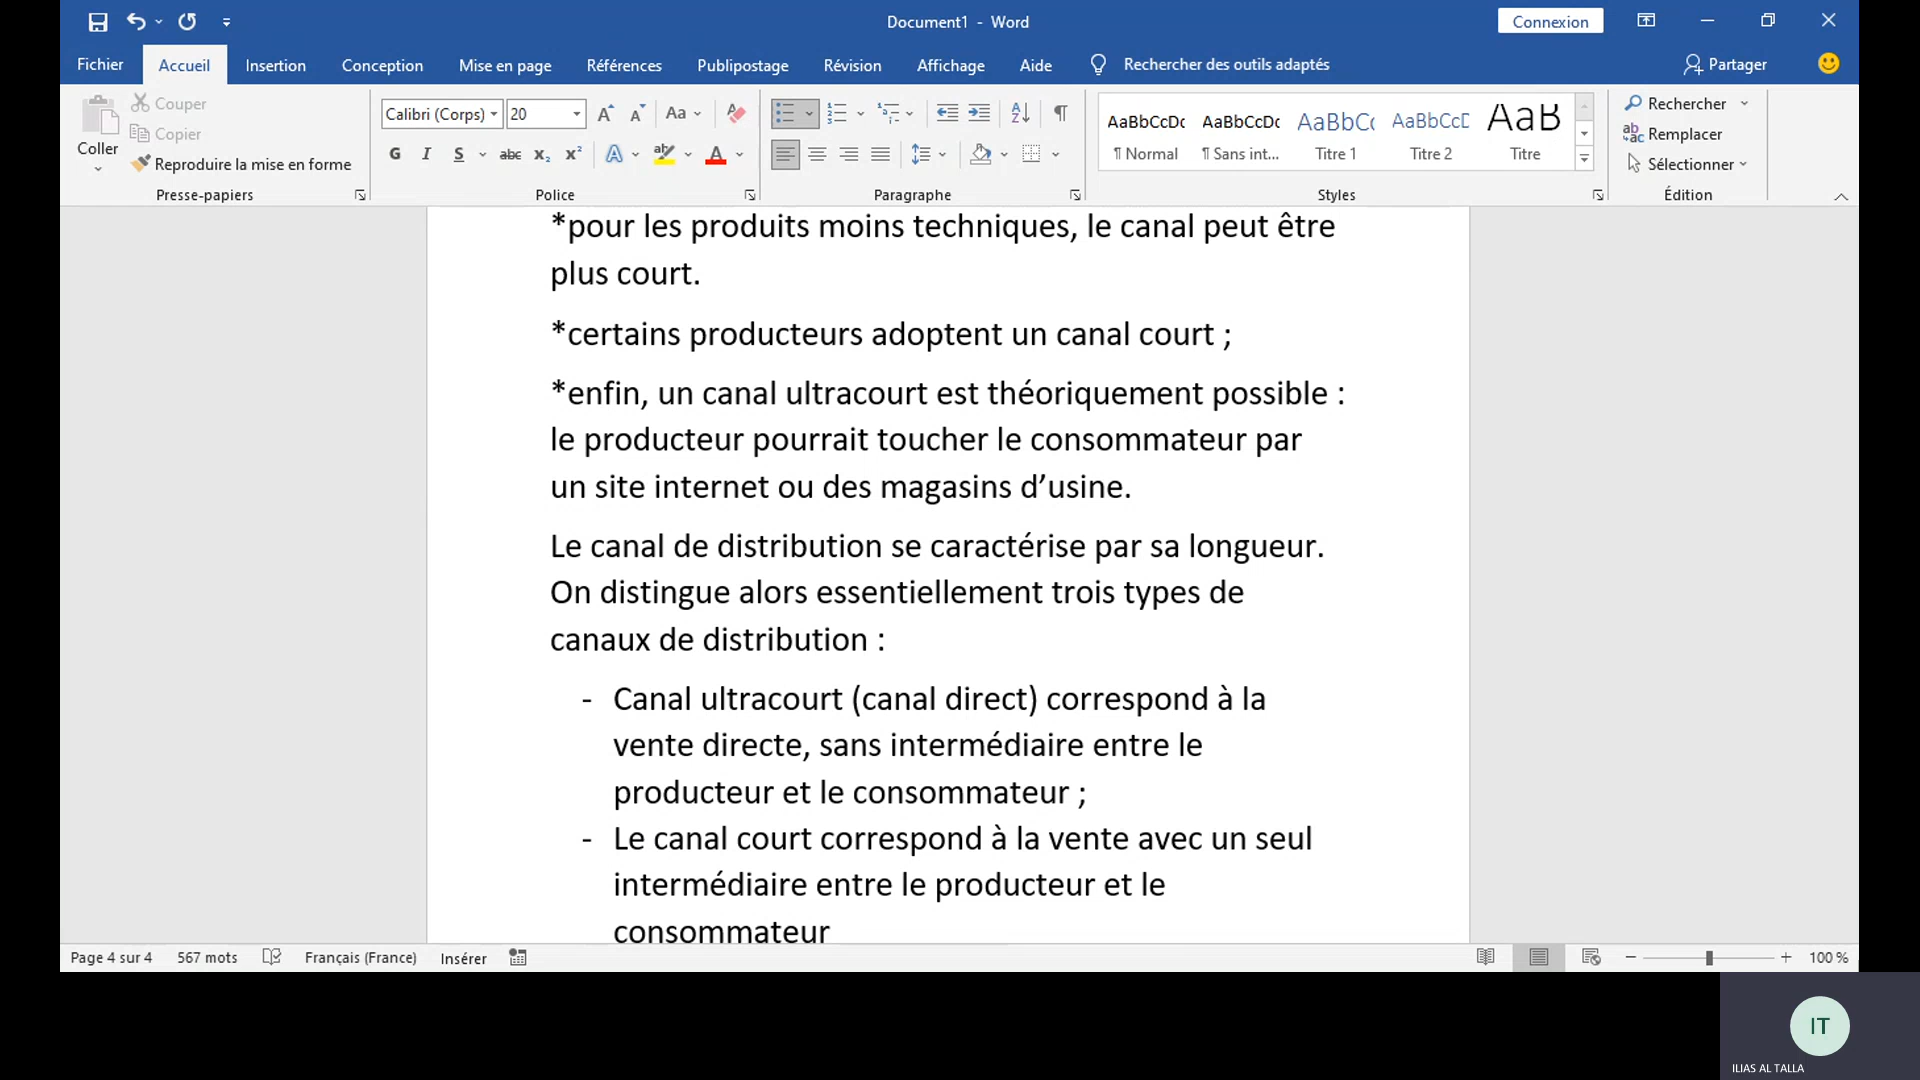 Document1 - Word
Connexion
Fichier Accueil Insertion Conception Mise en page Références Publipostage Révision Affichage Aide Rechercher des outils adaptés Partager
Couper
Copier
Coller
Reproduire la mise en forme
Presse-papiers
Calibri (Corps) 20
Aa
G I S abc x₂ x²
A A
Police
Paragraphe
AaBbCcDc AaBbCcDc AaBbCc AaBbCcD AaB
¶ Normal ¶ Sans int... Titre 1 Titre 2 Titre
Styles
Rechercher
Remplacer
Sélectionner
Édition
*pour les produits moins techniques, le canal peut être
plus court.
*certains producteurs adoptent un canal court ;
*enfin, un canal ultracourt est théoriquement possible :
le producteur pourrait toucher le consommateur par
un site internet ou des magasins d’usine.
Le canal de distribution se caractérise par sa longueur.
On distingue alors essentiellement trois types de
canaux de distribution :
- Canal ultracourt (canal direct) correspond à la
vente directe, sans intermédiaire entre le
producteur et le consommateur ;
- Le canal court correspond à la vente avec un seul
intermédiaire entre le producteur et le
consommateur
Page 4 sur 4 567 mots Français (France) Insérer 100 %
IT
ILIAS AL TALLA